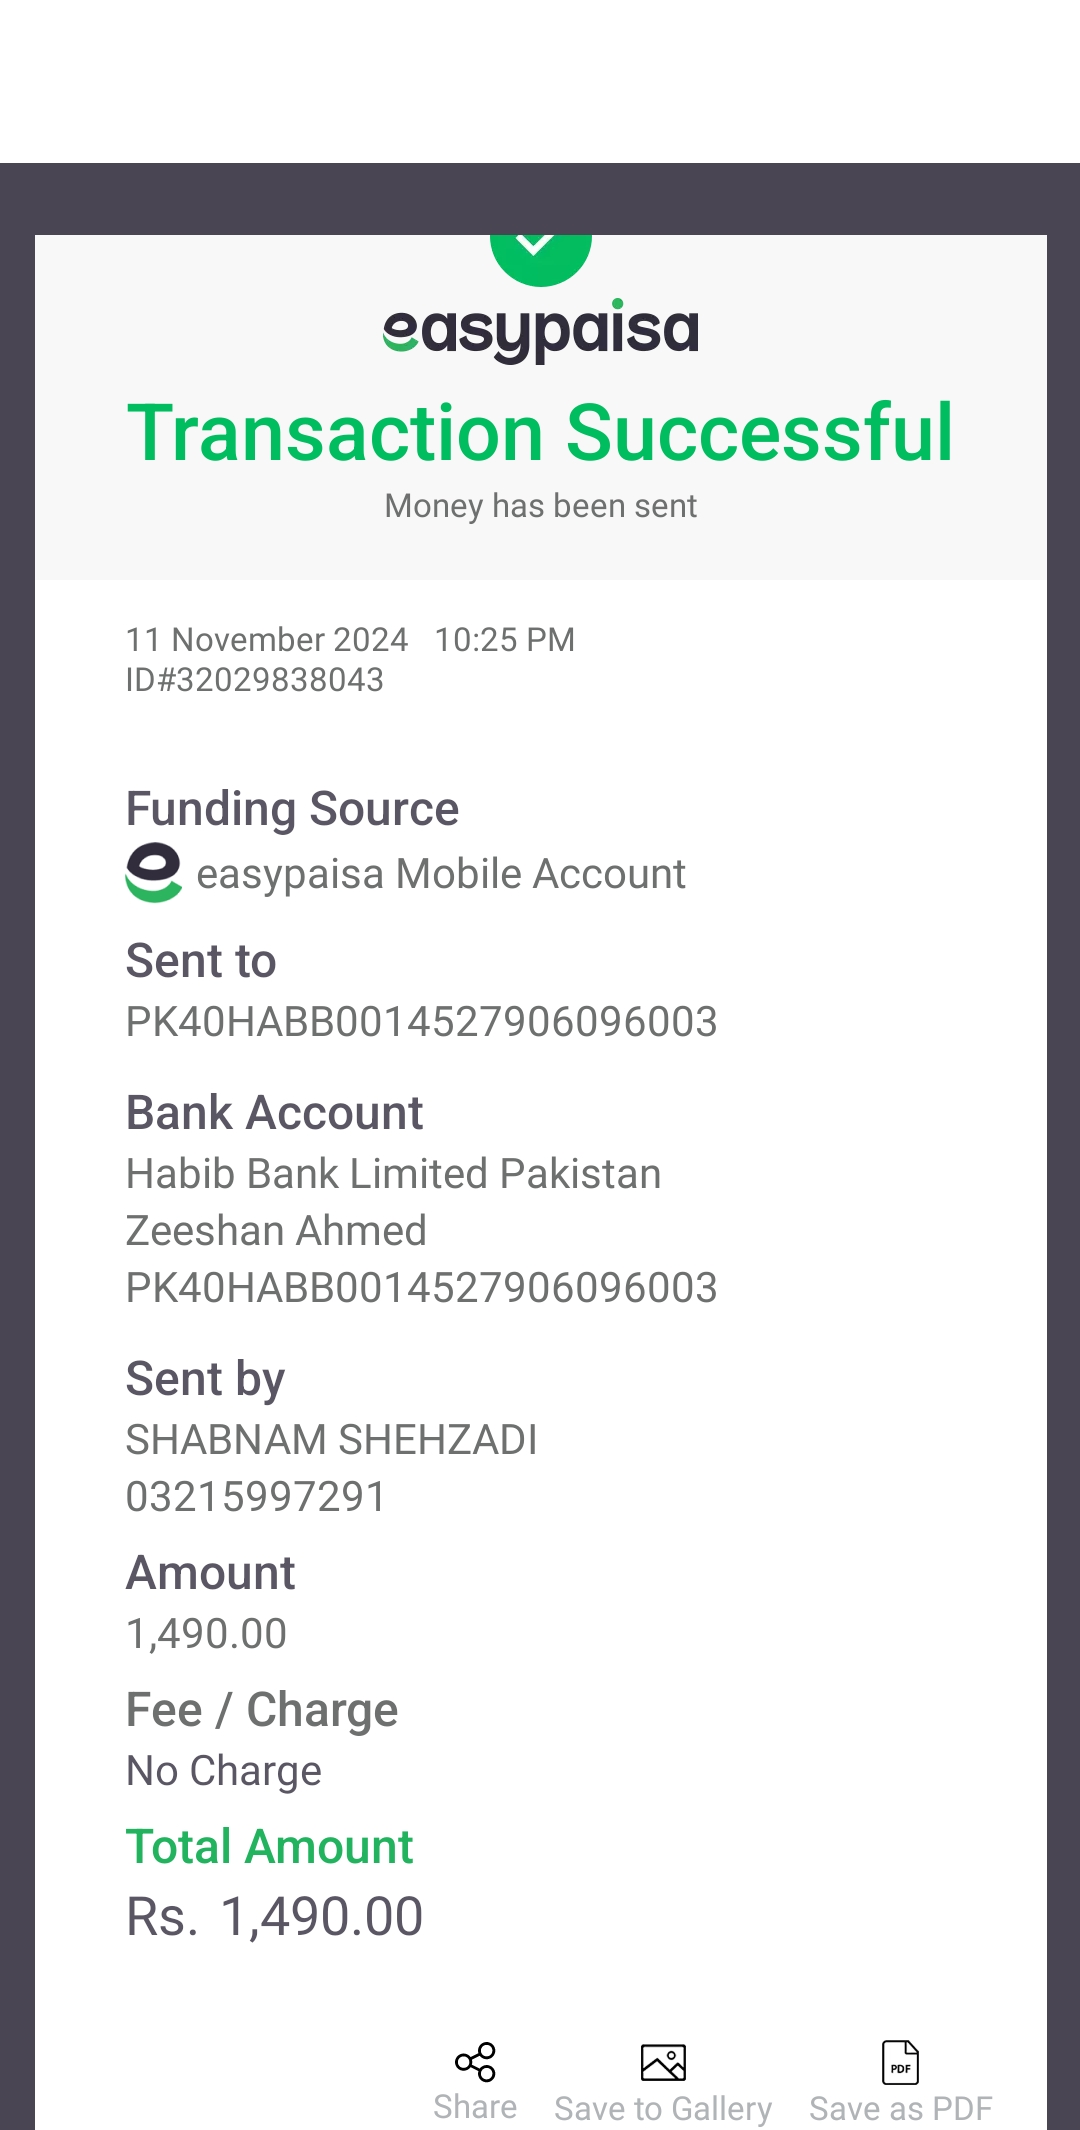 easypaisa
Transaction Successful
Money has been sent
11 November 2024 10:25 PM
ID#32029838043
Funding Source
easypaisa Mobile Account
Sent to
PK40HABB0014527906096003
Bank Account
Habib Bank Limited Pakistan
Zeeshan Ahmed
PK40HABB0014527906096003
Sent by
SHABNAM SHEHZADI
03215997291
Amount
1,490.00
Fee / Charge
No Charge
Total Amount
Rs. 1,490.00
PDF
Share Save to Gallery Save as PDF